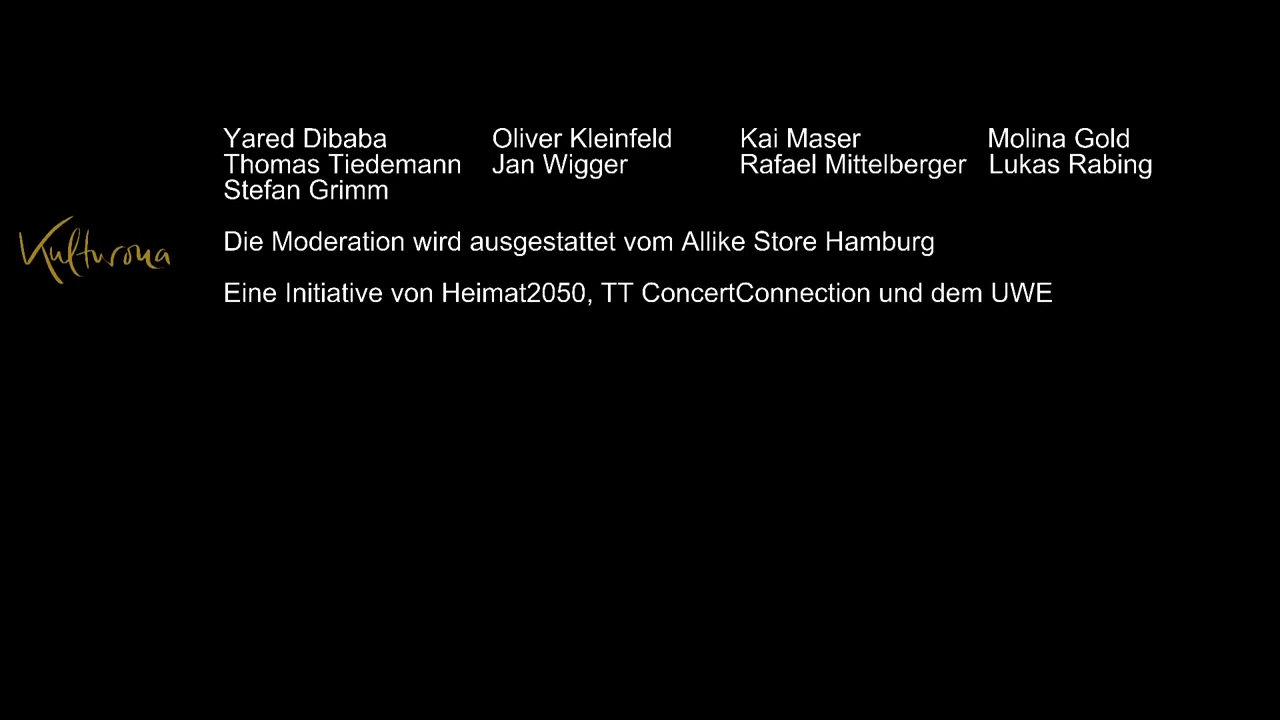 Yared Dibaba Oliver Kleinfeld Kai Maser Molina Gold
Thomas Tiedemann Jan Wigger Rafael Mittelberger Lukas Rabing
Stefan Grimm
Kulturona
Die Moderation wird ausgestattet vom Allike Store Hamburg
Eine Initiative von Heimat2050, TT ConcertConnection und dem UWE